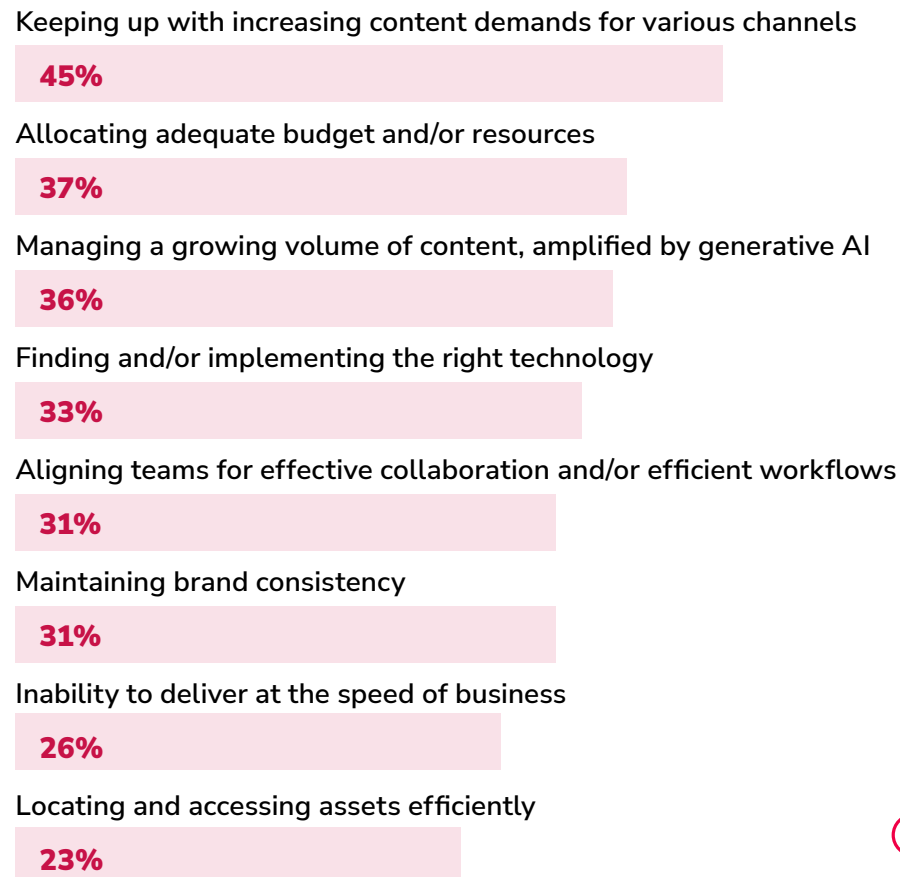 Keeping up with increasing content demands for various channels
45%
Allocating adequate budget and/or resources
37%
Managing a growing volume of content, amplified by generative AI
36%
Finding and/or implementing the right technology
33%
Aligning teams for effective collaboration and/or efficient workflows
31%
Maintaining brand consistency
31%
Inability to deliver at the speed of business
26%
Locating and accessing assets efficiently
23%